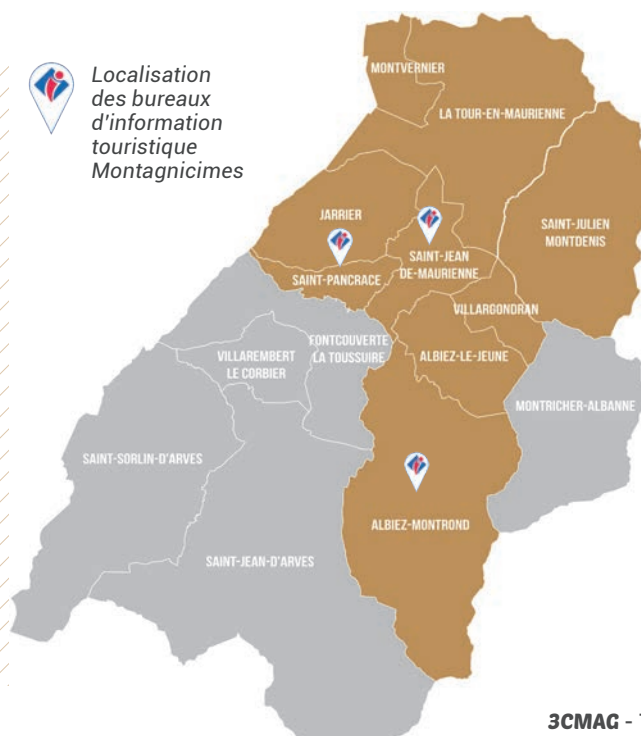 Localisation
des bureaux
d'information
touristique
Montagnicimes
MONTVERNIER
LA TOUR-EN-MAURIENNE
JARRIER
SAINT-JULIEN
MONTDENIS
SAINT-JEAN
DE-MAURIENNE
SAINT-PANCRACE
VILLARGONDRAN
FONTCOUVERTE
LA TOUSSUIRE
VILLAREMBERT
LE CORBIER
ALBIEZ-LE-JEUNE
MONTRICHER-ALBANNE
SAINT-SORLIN-D'ARVES
ALBIEZ-MONTROND
SAINT-JEAN-D'ARVES
3CMAG -